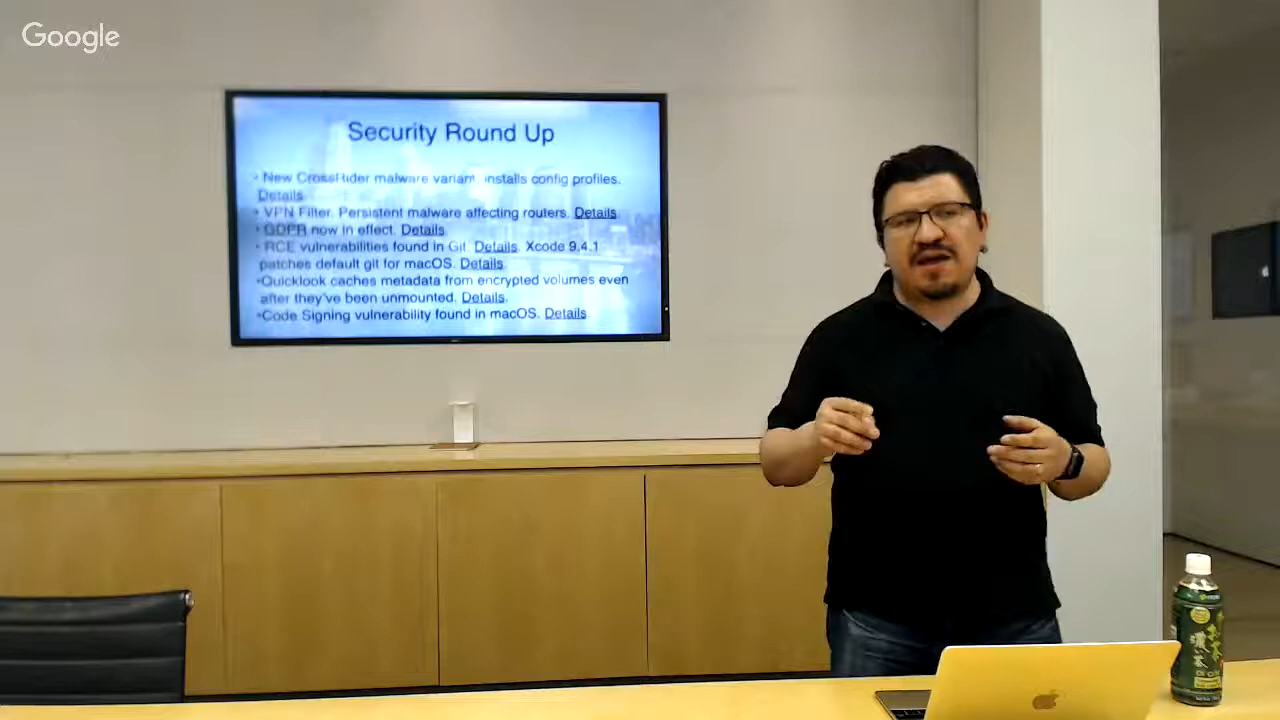 Google
Security Round Up
• New CrossRider malware variant, installs config profiles.
Details
• VPN Filter. Persistent malware affecting routers. Details
• GDPR now in effect. Details
• RCE vulnerabilities found in Git. Details. Xcode 9.4.1
patches default git for macOS. Details
•Quicklook caches metadata from encrypted volumes even
after they've been unmounted. Details.
•Code Signing vulnerability found in macOS. Details